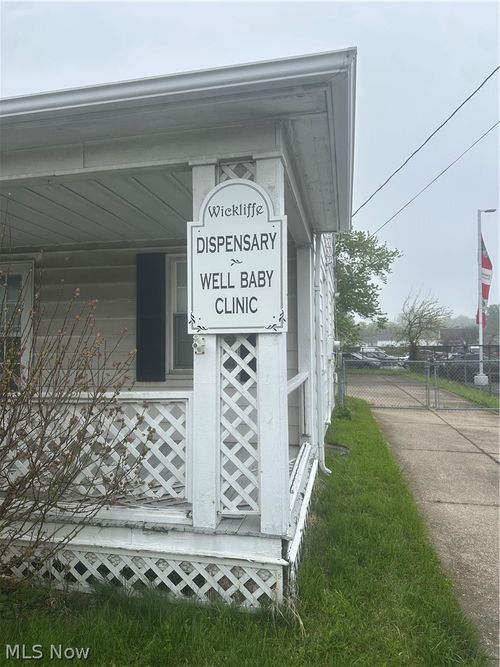 Wickliffe
DISPENSARY
~
WELL BABY
CLINIC
MLS Now